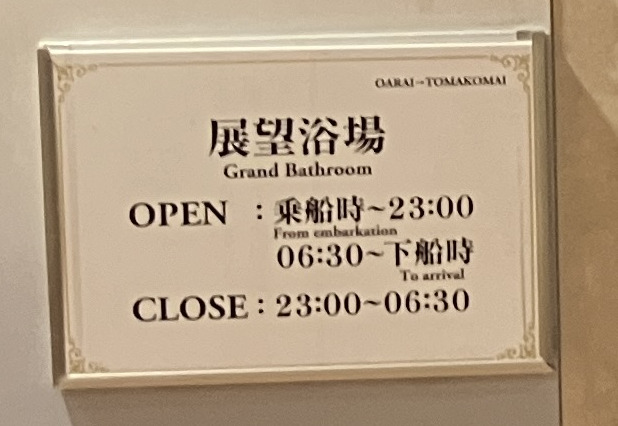 OARAI→TOMAKOMAI
展望浴場
Grand Bathroom
OPEN : 乗船時~23:00
From embarkation
06:30~下船時
To arrival
CLOSE : 23:00~06:30